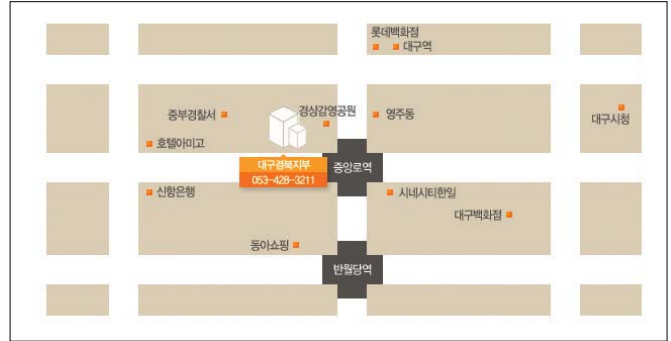 롯데백화점
대구역
중부경찰서
경상감영공원
영주동
대구시청
호텔아미고
대구경북지부
053-428-3211
중앙로역
신항은행
시네시티한일
대구백화점
동아쇼핑
반월당역